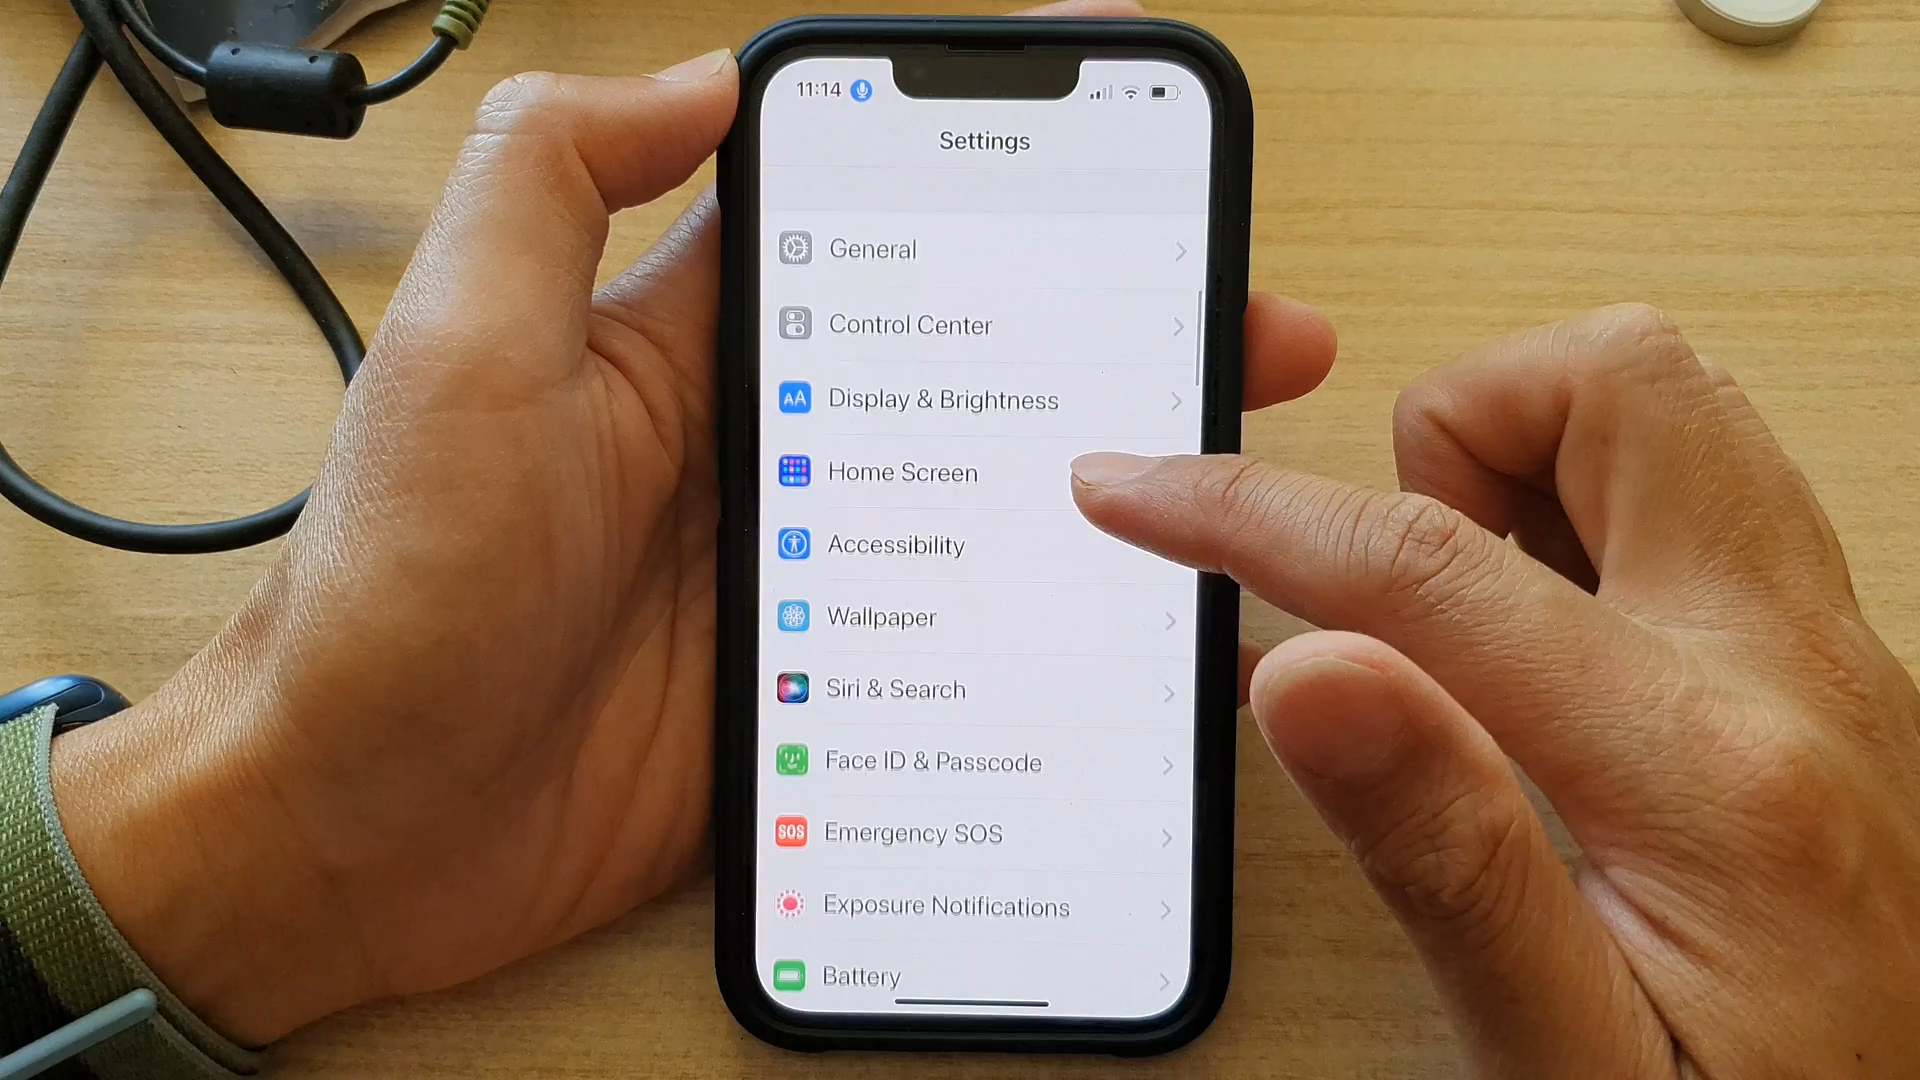 11:14
Settings
General
Control Center
AA Display & Brightness
Home Screen
Accessibility
Wallpaper
Siri & Search
Face ID & Passcode
SOS Emergency SOS
Exposure Notifications
Battery